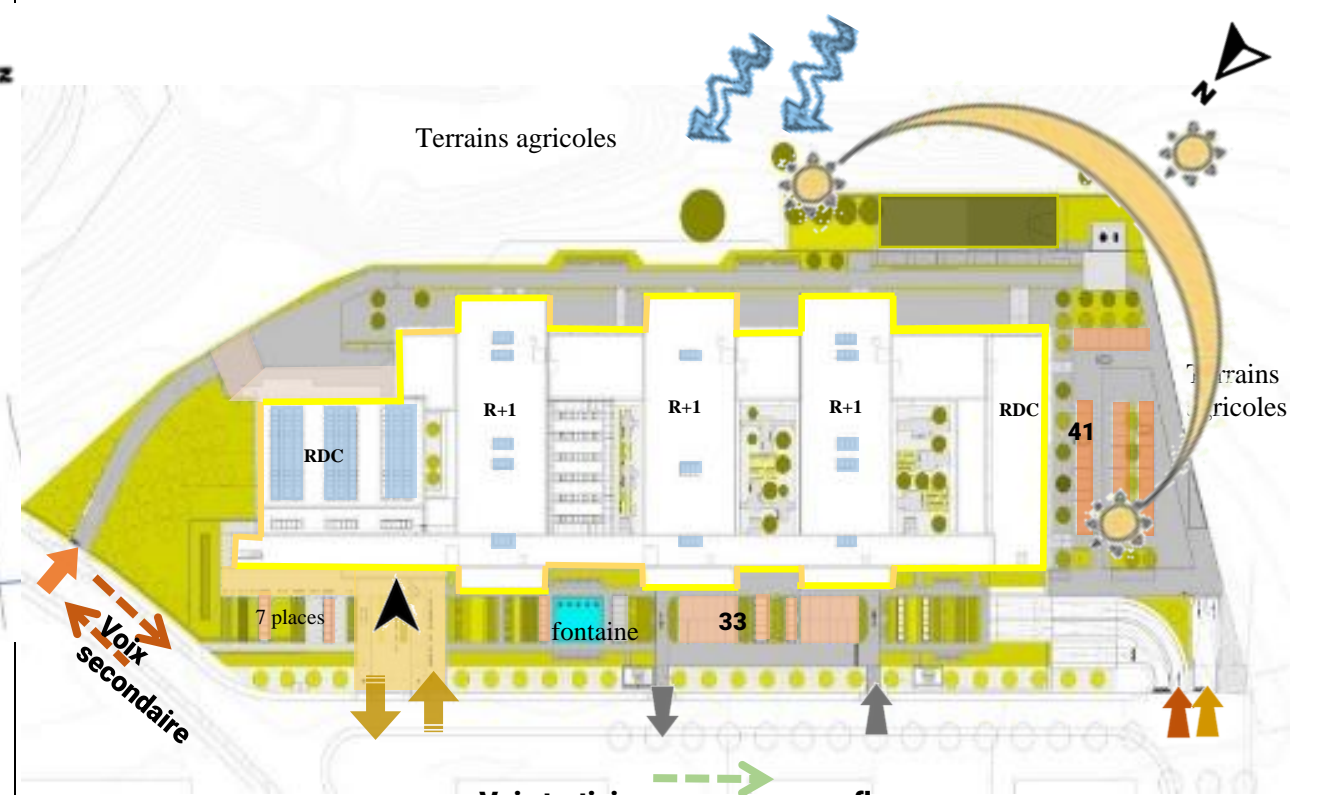 N
Terrains agricoles
R+1
R+1
R+1
RDC
RDC
41
7 places
fontaine
33
Voix
secondaire